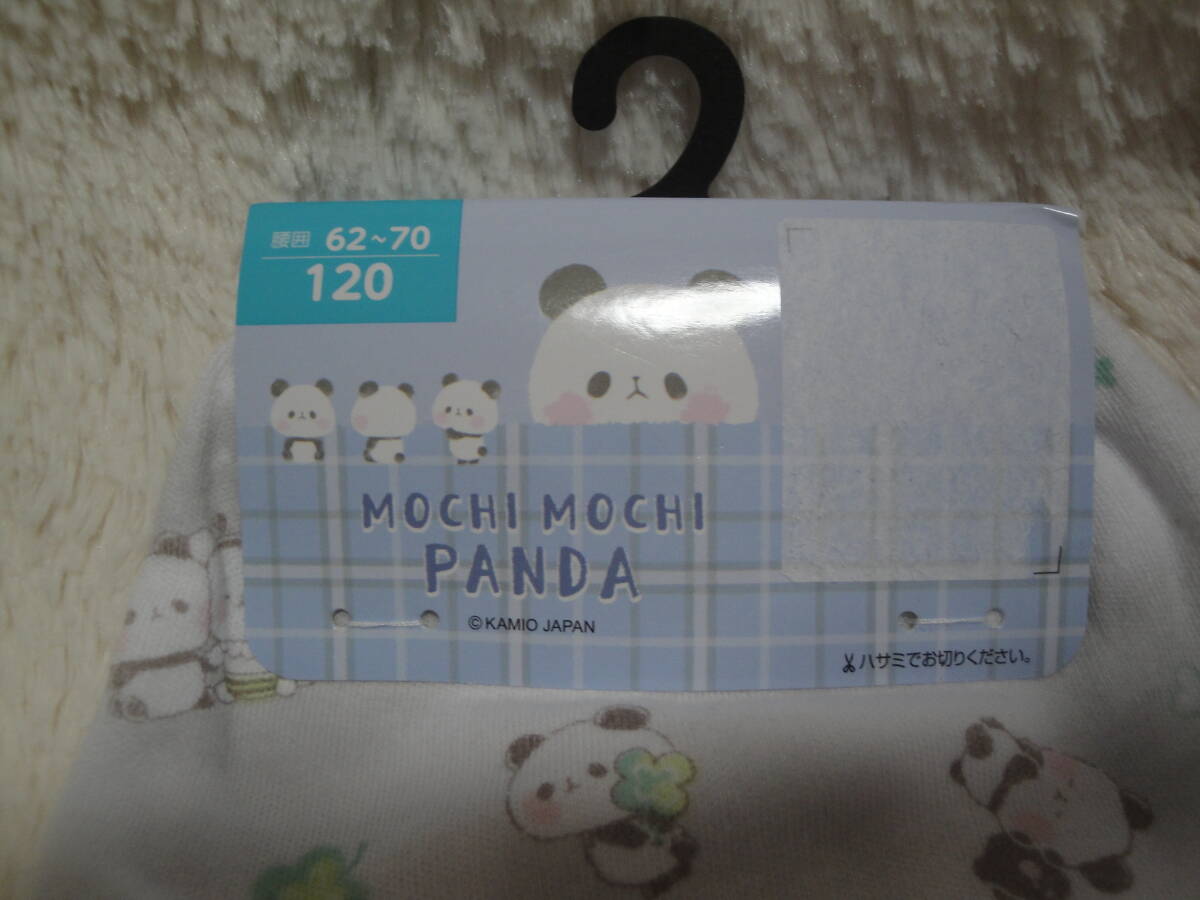 腰囲 62~70
120
MOCHI MOCHI
PANDA
©KAMIO JAPAN
ハサミでお切りください。